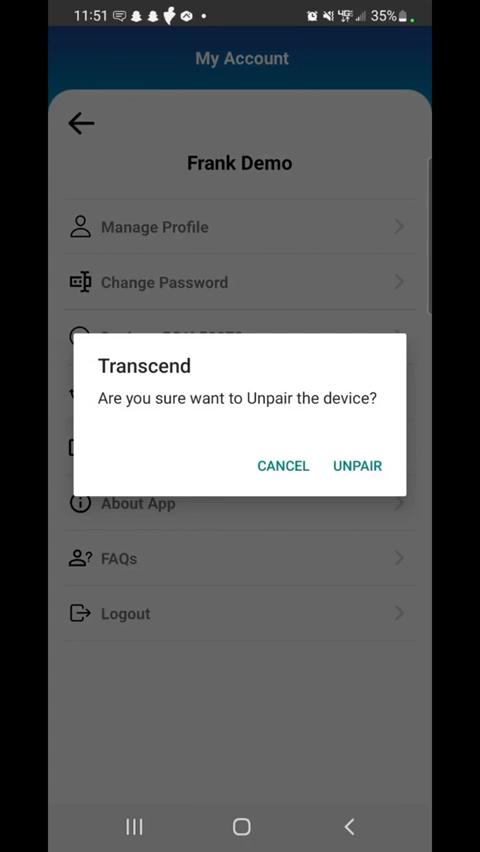 11:51 35%
My Account
Frank Demo
Manage Profile
Change Password
Transcend
Are you sure want to Unpair the device?
CANCEL UNPAIR
About App
FAQs
Logout